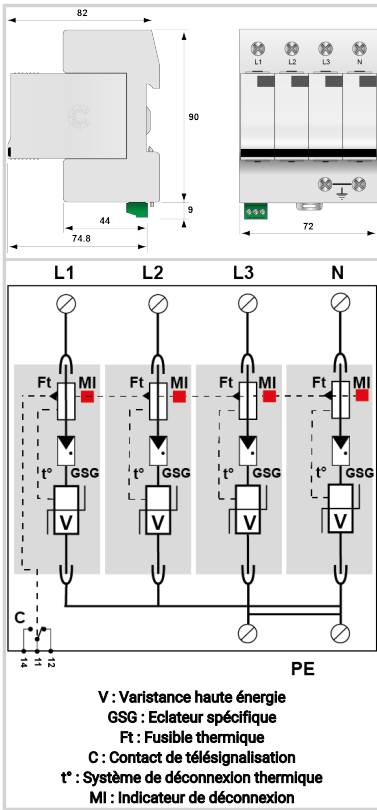 82
L1 L2 L3 N
90
9
44
74.8
72
L1 L2 L3 N
Ft MI Ft MI Ft MI Ft MI
t° GSG t° GSG t° GSG t° GSG
V V V V
C
14 11 12
PE
V : Varistance haute énergie
GSG : Eclateur spécifique
Ft : Fusible thermique
C : Contact de télésignalisation
t° : Système de déconnexion thermique
MI : Indicateur de déconnexion